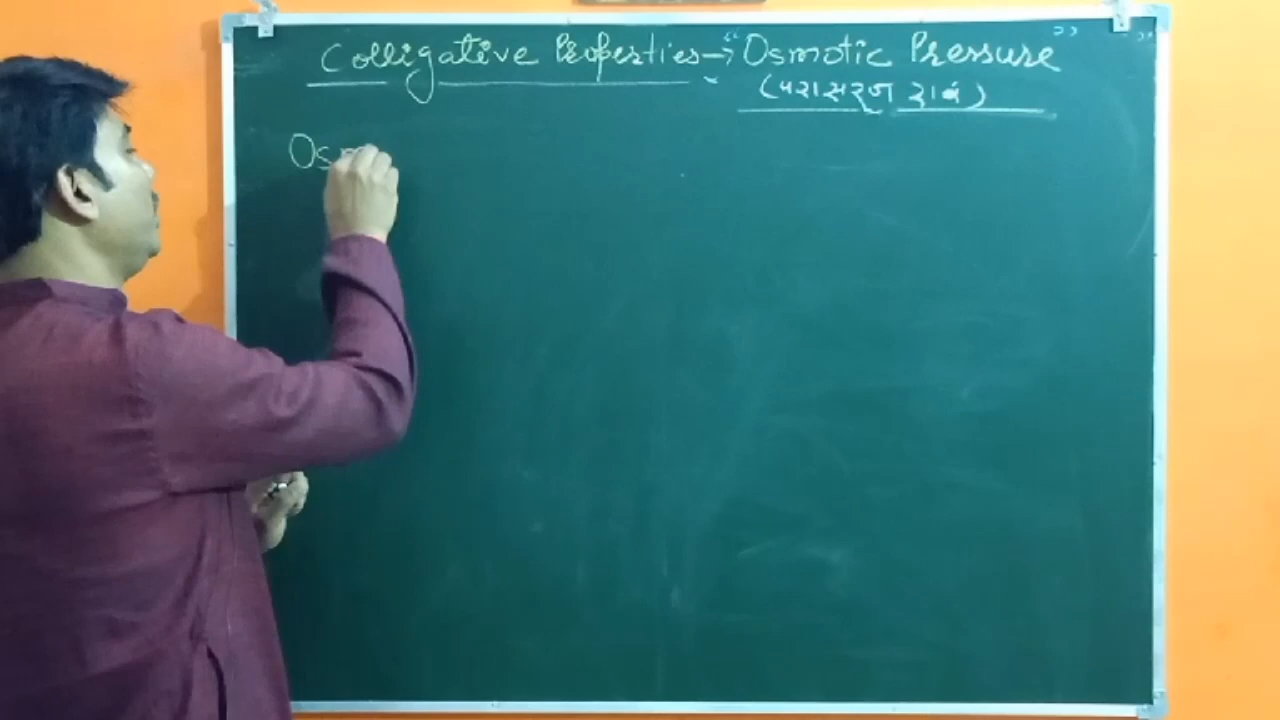 Colligative Properties → "Osmotic Pressure"
(પરાસરણ દાબ)
Osm